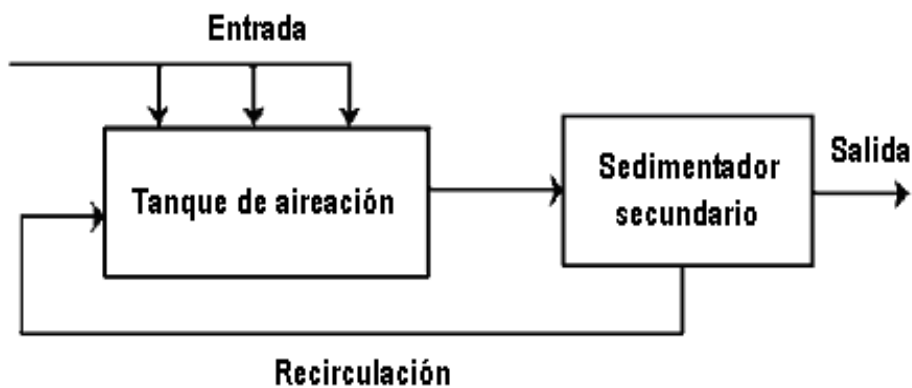 Entrada
Tanque de aireación
Sedimentador
secundario
Salida
Recirculación